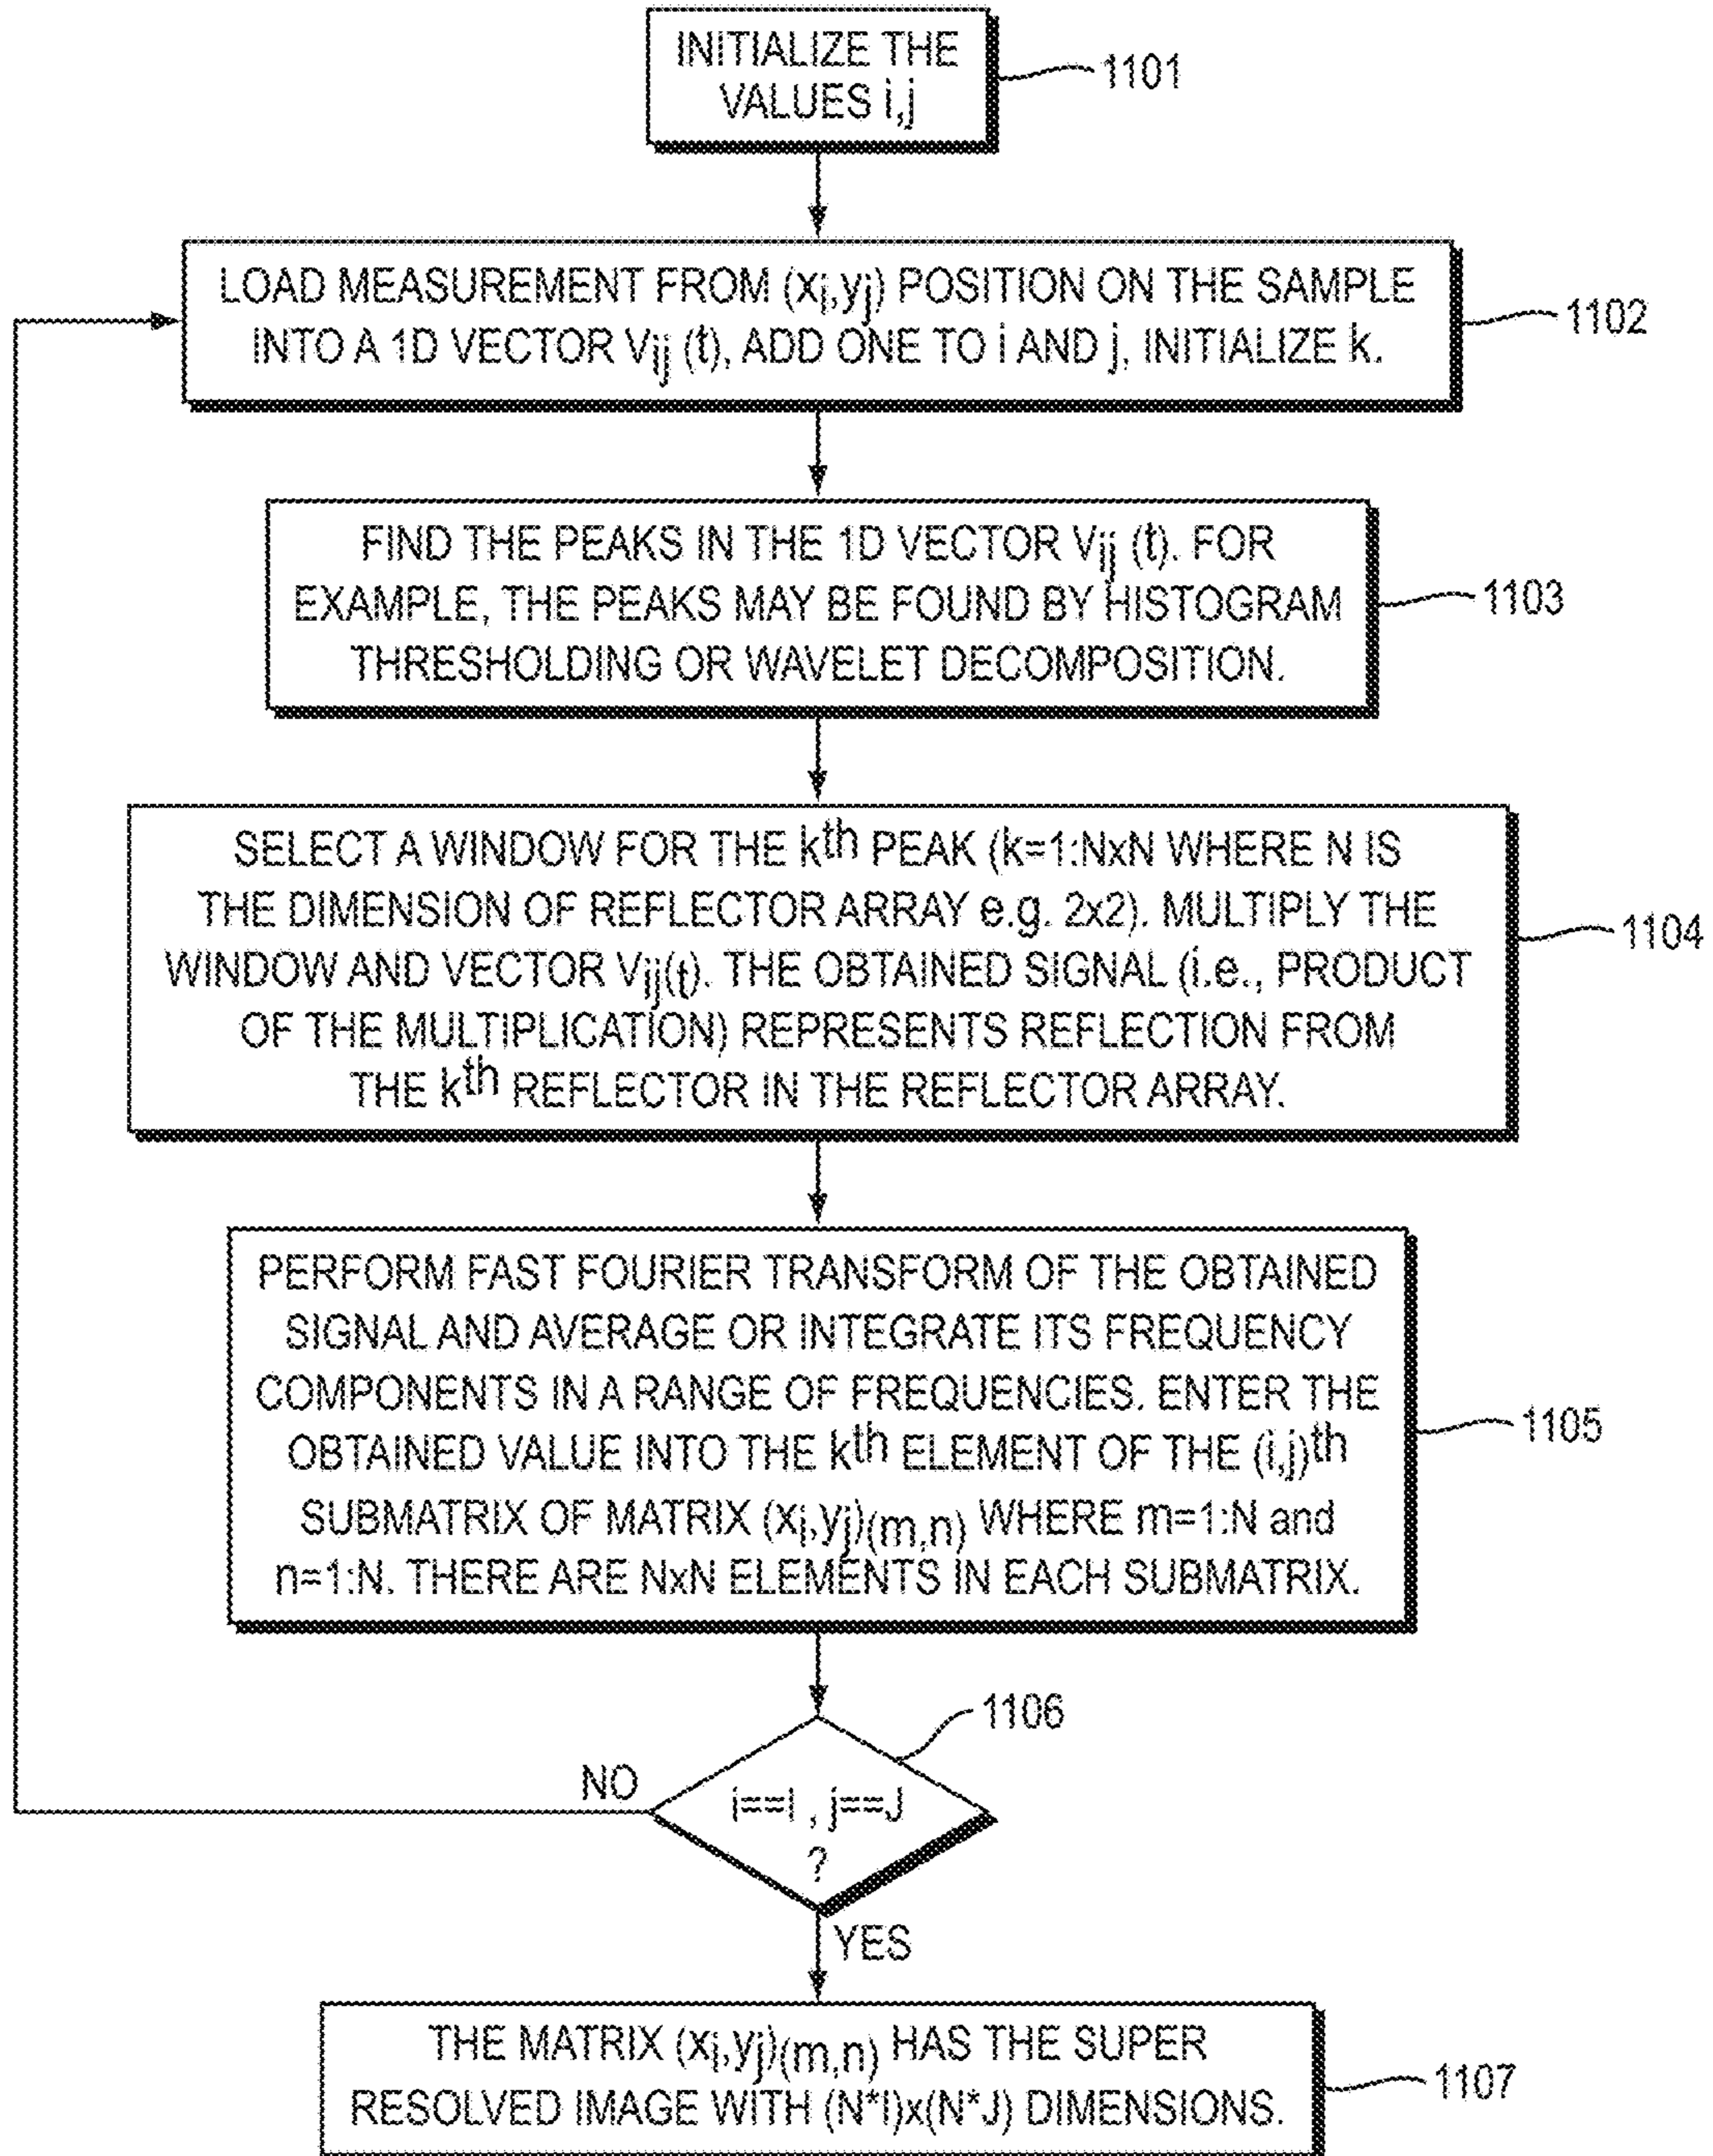 INITIALIZE THE
VALUES i,j
1101
LOAD MEASUREMENT FROM (xi,yj) POSITION ON THE SAMPLE
INTO A 1D VECTOR Vij (t), ADD ONE TO i AND j, INITIALIZE k.
1102
FIND THE PEAKS IN THE 1D VECTOR Vij (t). FOR
EXAMPLE, THE PEAKS MAY BE FOUND BY HISTOGRAM
THRESHOLDING OR WAVELET DECOMPOSITION.
1103
SELECT A WINDOW FOR THE kth PEAK (k=1:NxN WHERE N IS
THE DIMENSION OF REFLECTOR ARRAY e.g. 2x2). MULTIPLY THE
WINDOW AND VECTOR Vij(t). THE OBTAINED SIGNAL (i.e., PRODUCT
OF THE MULTIPLICATION) REPRESENTS REFLECTION FROM
THE kth REFLECTOR IN THE REFLECTOR ARRAY.
1104
PERFORM FAST FOURIER TRANSFORM OF THE OBTAINED
SIGNAL AND AVERAGE OR INTEGRATE ITS FREQUENCY
COMPONENTS IN A RANGE OF FREQUENCIES. ENTER THE
OBTAINED VALUE INTO THE kth ELEMENT OF THE (i,j)th
SUBMATRIX OF MATRIX (xi,yj)(m,n) WHERE m=1:N and
n=1:N. THERE ARE NxN ELEMENTS IN EACH SUBMATRIX.
1105
1106
NO
i==I , j==J
?
YES
THE MATRIX (xi,yj)(m,n) HAS THE SUPER
RESOLVED IMAGE WITH (N*I)x(N*J) DIMENSIONS.
1107